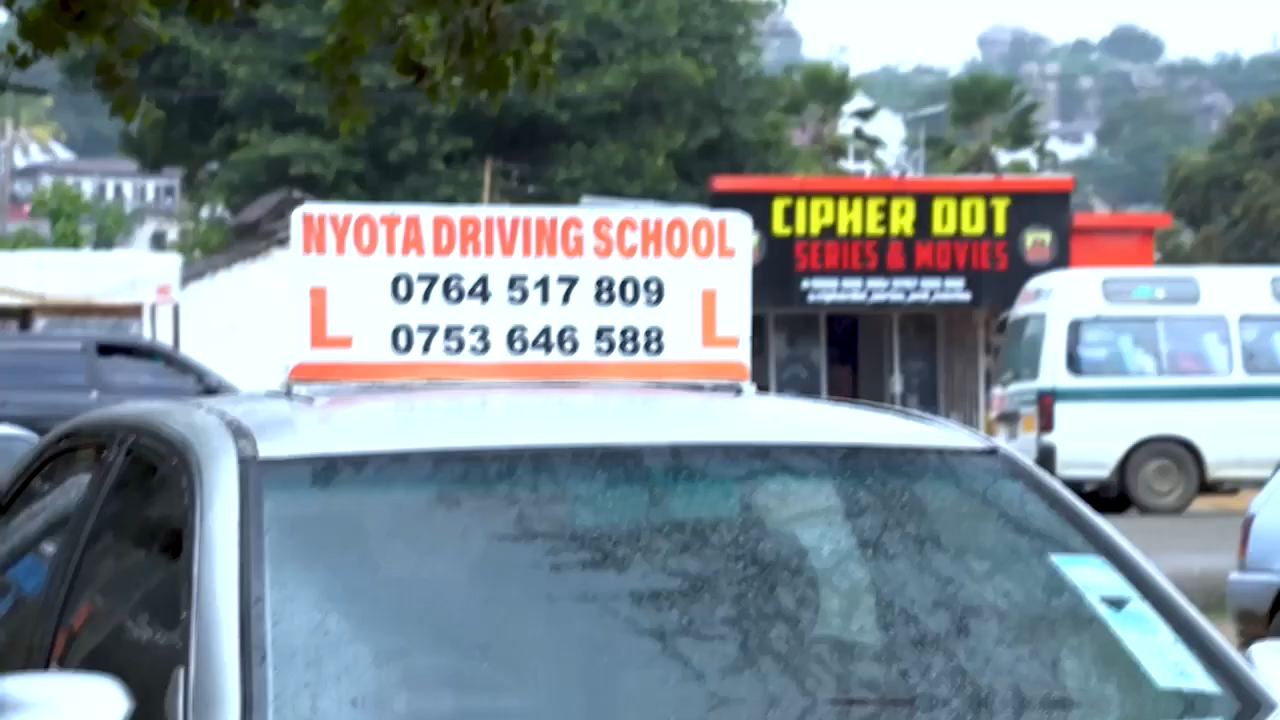 NYOTA DRIVING SCHOOL
0764 517 809
L L
0753 646 588
CIPHER DOT
SERIES & MOVIES